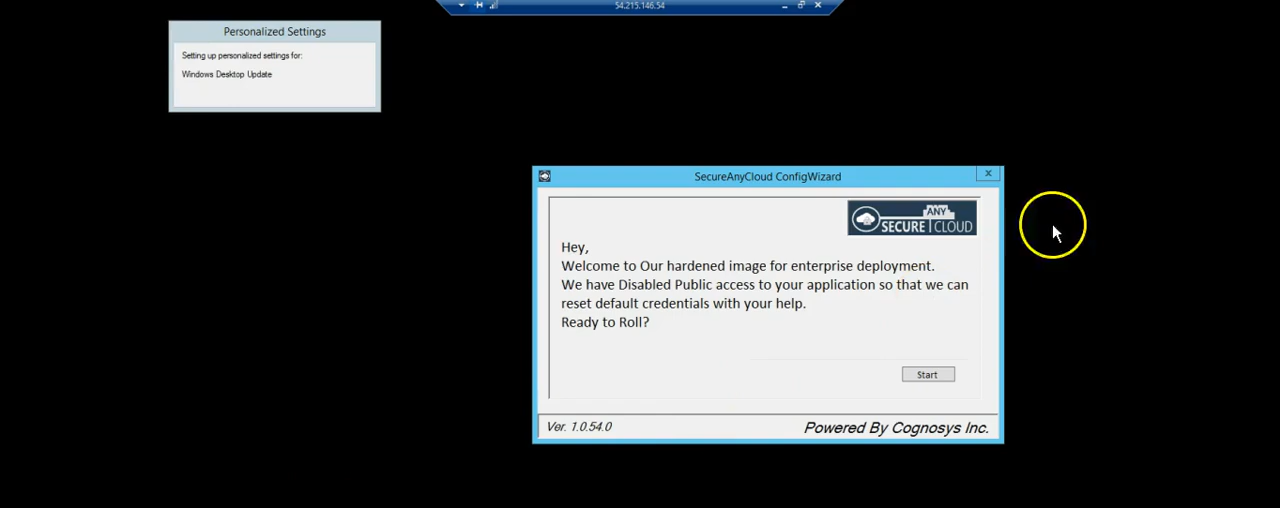 54.215.146.54
Personalized Settings
Setting up personalized settings for:
Windows Desktop Update
SecureAnyCloud ConfigWizard
x
ANY
SECURE CLOUD
Hey,
Welcome to Our hardened image for enterprise deployment.
We have Disabled Public access to your application so that we can
reset default credentials with your help.
Ready to Roll?
Start
Ver. 1.0.54.0
Powered By Cognosys Inc.